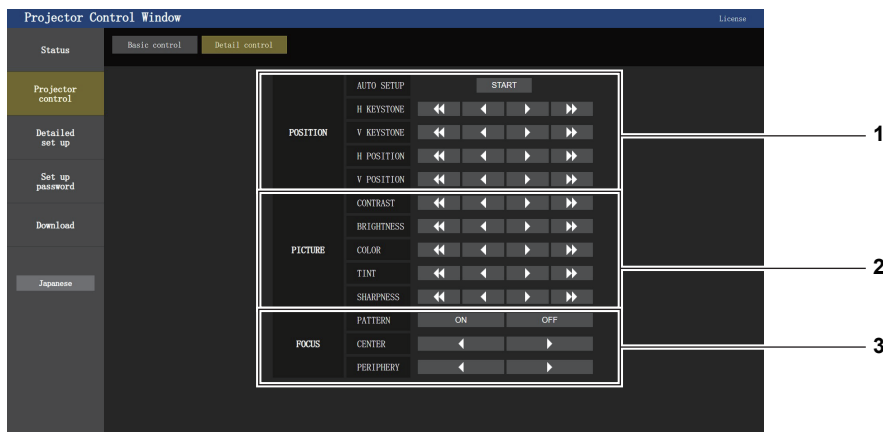 Projector Control Window
License
Status
Basic control
Detail control
Projector
control
Detailed
set up
Set up
password
Download
Japanese
POSITION
AUTO SETUP
START
H KEYSTONE
V KEYSTONE
H POSITION
V POSITION
1
PICTURE
CONTRAST
BRIGHTNESS
COLOR
TINT
SHARPNESS
2
FOCUS
PATTERN
ON
OFF
CENTER
PERIPHERY
3